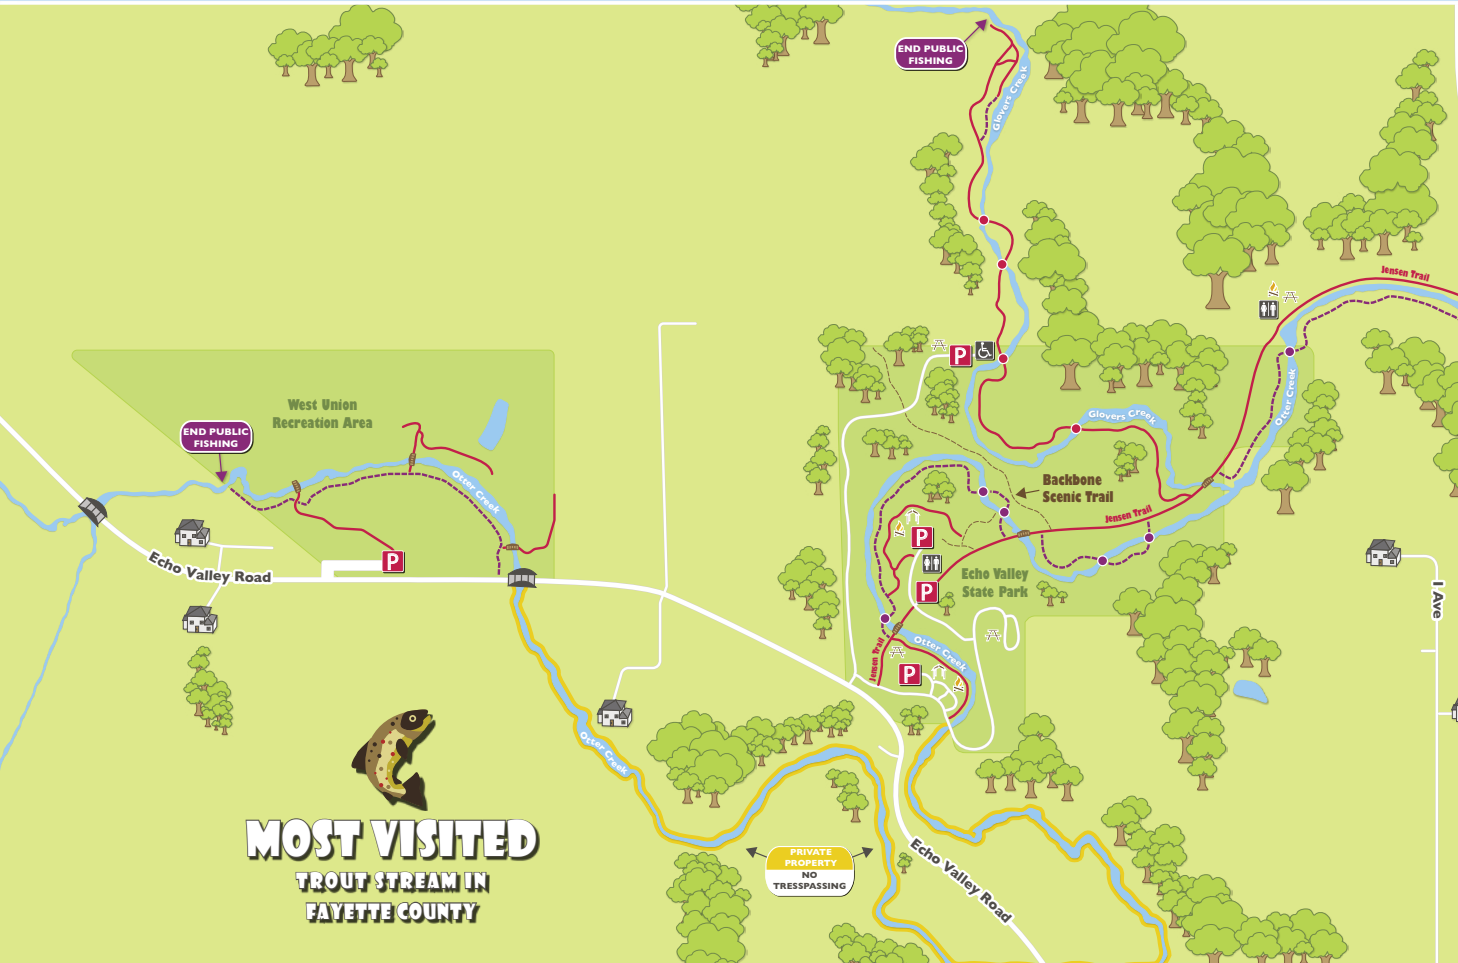 END PUBLIC
FISHING
Glovers Creek
Jensen Trail
P
Otter Creek
West Union
Recreation Area
END PUBLIC
FISHING
Glovers Creek
Otter Creek
Backbone
Scenic Trail
Jensen Trail
P
P
Echo Valley Road
Echo Valley
State Park
P
I Ave
Otter Creek
Jensen Trail
P
Otter Creek
MOST VISITED
TROUT STREAM IN
FAYETTE COUNTY
PRIVATE
PROPERTY
NO
TRESSPASSING
Echo Valley Road